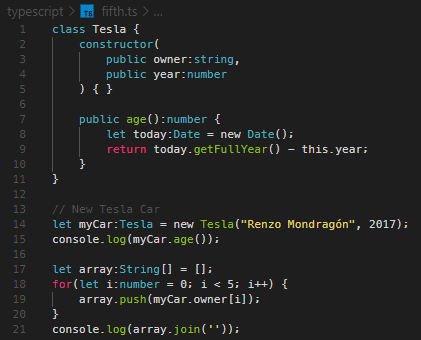 typescript > TS fifth.ts > ...
1 class Tesla {
2     constructor(
3         public owner:string,
4         public year:number
5     ) { }
6
7     public age():number {
8         let today:Date = new Date();
9         return today.getFullYear() - this.year;
10     }
11 }
12
13 // New Tesla Car
14 let myCar:Tesla = new Tesla("Renzo Mondragón", 2017);
15 console.log(myCar.age());
16
17 let array:String[] = [];
18 for(let i:number = 0; i < 5; i++) {
19     array.push(myCar.owner[i]);
20 }
21 console.log(array.join(''));